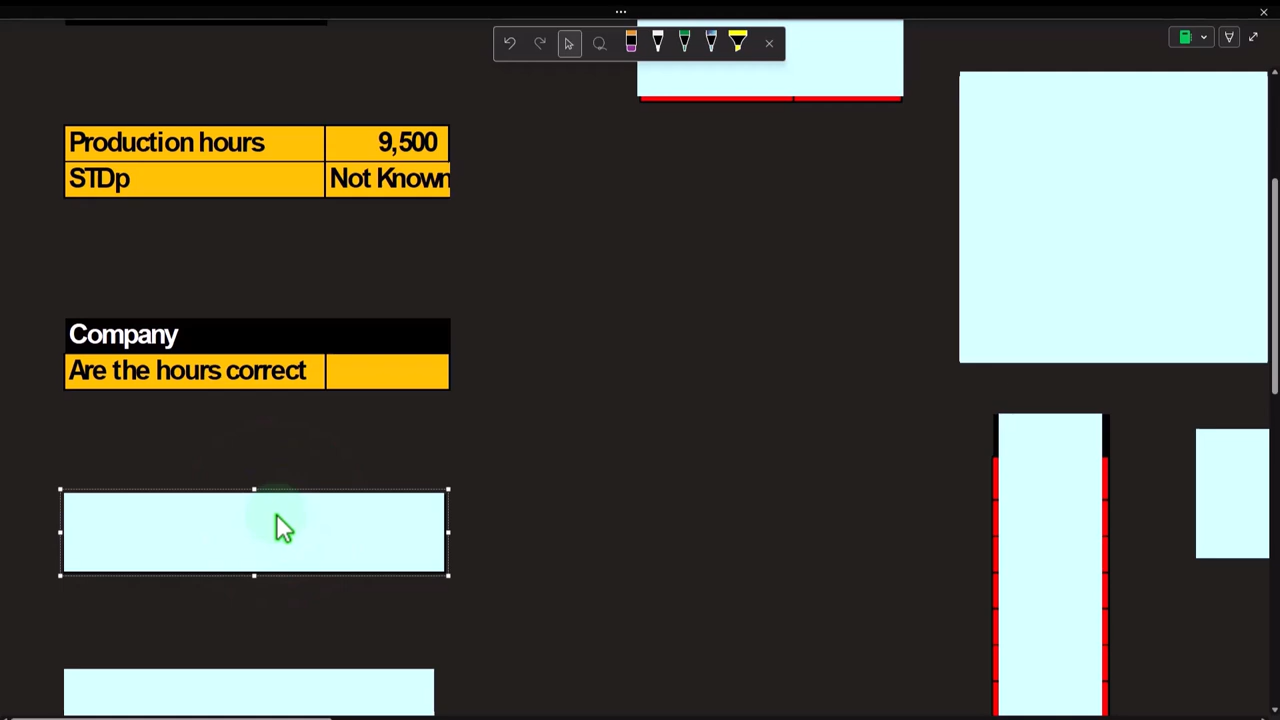 Production hours 9,500
STDp Not Known
Company
Are the hours correct